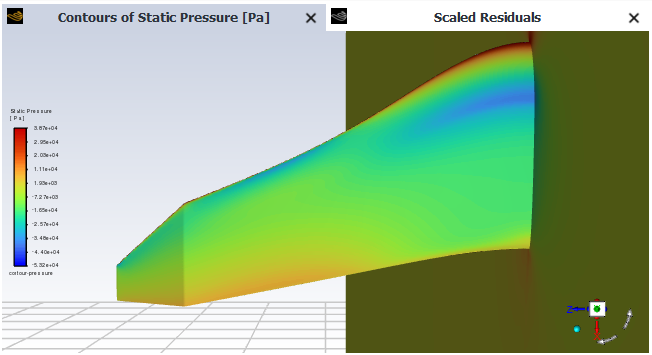 Contours of Static Pressure [Pa]
Scaled Residuals
Static Pressure
[Pa]
3.87e+04
2.95e+04
2.03e+04
1.11e+04
1.93e+03
-7.27e+03
-1.65e+04
-2.57e+04
-3.48e+04
-4.40e+04
-5.32e+04
contour-pressure
Z